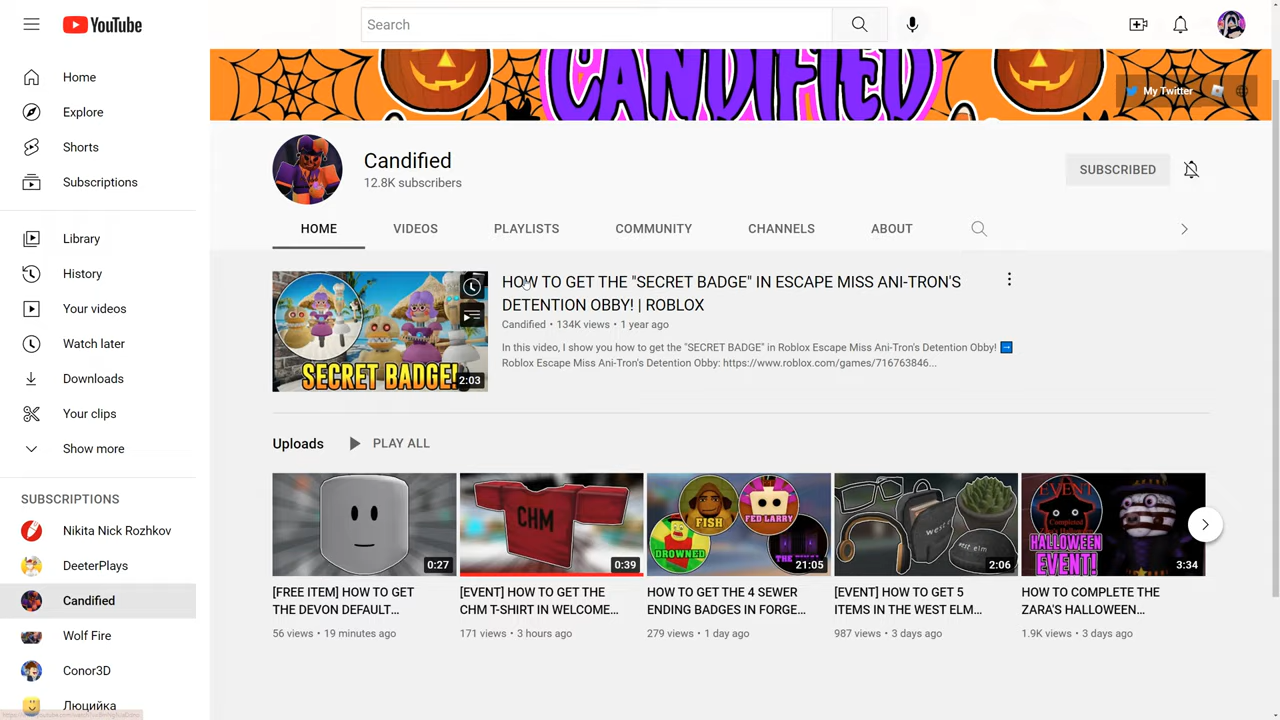 YouTube
Search
Home
Explore
Shorts
Subscriptions
Library
History
Your videos
Watch later
Downloads
Your clips
Show more
SUBSCRIPTIONS
Nikita Nick Rozhkov
DeeterPlays
Candified
Wolf Fire
Conor3D
Люцийка
CANDIFIED
My Twitter
Candified
12.8K subscribers
SUBSCRIBED
HOME VIDEOS PLAYLISTS COMMUNITY CHANNELS ABOUT
SECRET BADGE!
2:03
HOW TO GET THE "SECRET BADGE" IN ESCAPE MISS ANI-TRON'S
DETENTION OBBY! | ROBLOX
Candified • 134K views • 1 year ago
In this video, I show you how to get the "SECRET BADGE" in Roblox Escape Miss Ani-Tron's Detention Obby!
Roblox Escape Miss Ani-Tron's Detention Obby: https://www.roblox.com/games/716763846...
Uploads PLAY ALL
0:27
[FREE ITEM] HOW TO GET
THE DEVON DEFAULT...
56 views • 19 minutes ago
CHM
0:39
[EVENT] HOW TO GET THE
CHM T-SHIRT IN WELCOME...
171 views • 3 hours ago
FISH
FED LARRY
DROWNED
21:05
HOW TO GET THE 4 SEWER
ENDING BADGES IN FORGE...
279 views • 1 day ago
west e
west elm
2:06
[EVENT] HOW TO GET 5
ITEMS IN THE WEST ELM...
987 views • 3 days ago
EVENT
Completed
HALLOWEEN
EVENT!
3:34
HOW TO COMPLETE THE
ZARA'S HALLOWEEN...
1.9K views • 3 days ago